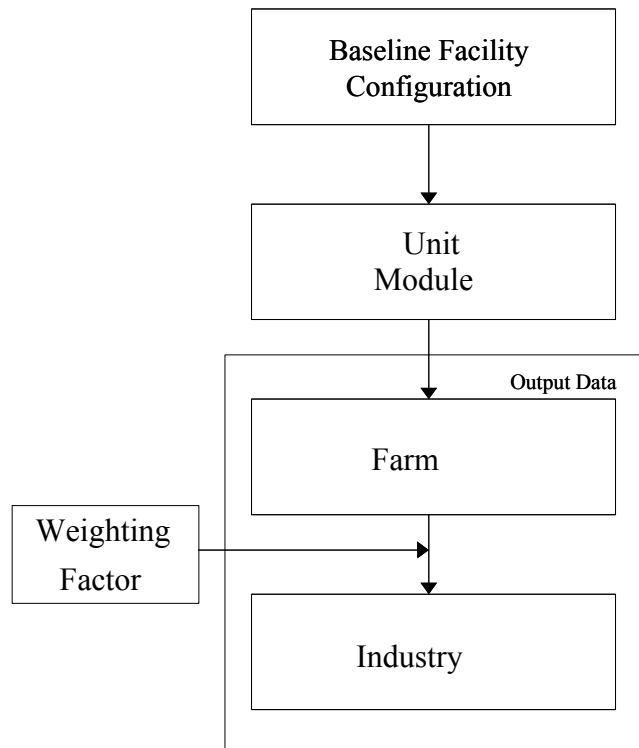 Baseline Facility
Configuration
Unit
Module
Output Data
Farm
Weighting
Factor
Industry